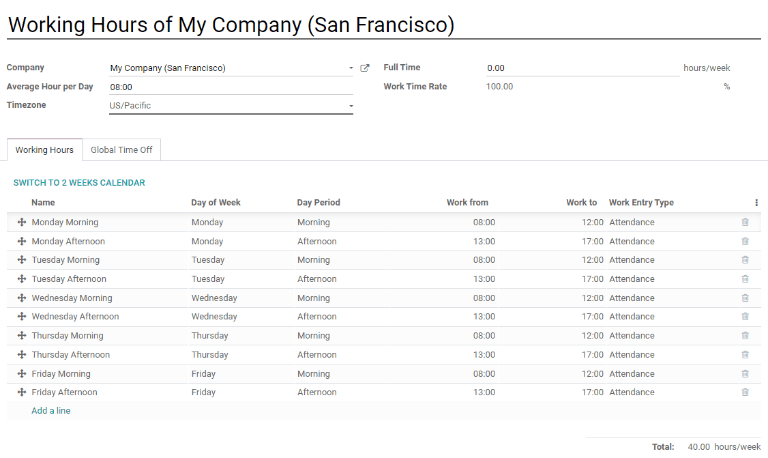 Working Hours of My Company (San Francisco)
Company My Company (San Francisco) Full Time 0.00 hours/week
Average Hour per Day 08:00 Work Time Rate 100.00 %
Timezone US/Pacific
Working Hours Global Time Off
SWITCH TO 2 WEEKS CALENDAR
Name Day of Week Day Period Work from Work to Work Entry Type
Monday Morning Monday Morning 08:00 12:00 Attendance
Monday Afternoon Monday Afternoon 13:00 17:00 Attendance
Tuesday Morning Tuesday Morning 08:00 12:00 Attendance
Tuesday Afternoon Tuesday Afternoon 13:00 17:00 Attendance
Wednesday Morning Wednesday Morning 08:00 12:00 Attendance
Wednesday Afternoon Wednesday Afternoon 13:00 17:00 Attendance
Thursday Morning Thursday Morning 08:00 12:00 Attendance
Thursday Afternoon Thursday Afternoon 13:00 17:00 Attendance
Friday Morning Friday Morning 08:00 12:00 Attendance
Friday Afternoon Friday Afternoon 13:00 17:00 Attendance
Add a line
Total: 40.00 hours/week